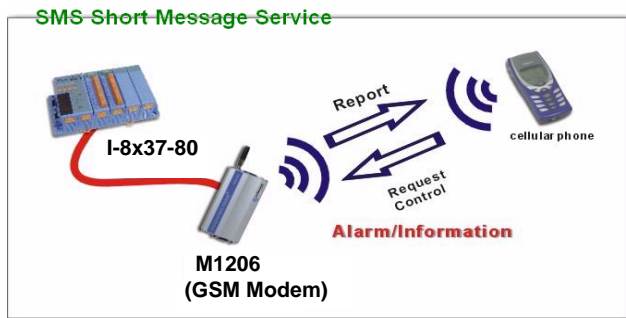 SMS Short Message Service
Report
cellular phone
I-8x37-80
Request
Control
Alarm/Information
M1206
(GSM Modem)